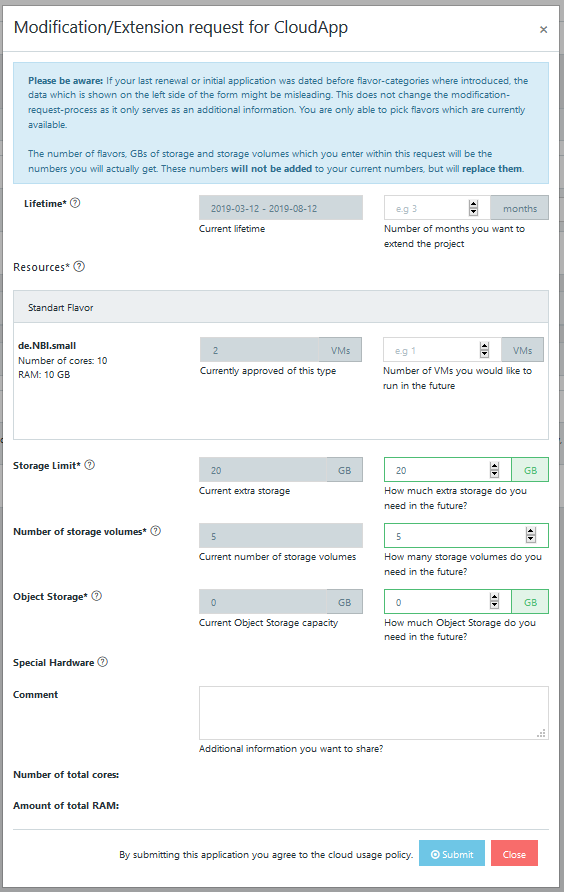 Modification/Extension request for CloudApp
×
Please be aware: If your last renewal or initial application was dated before flavor-categories where introduced, the
data which is shown on the left side of the form might be misleading. This does not change the modification-
request-process as it only serves as an additional information. You are only able to pick flavors which are currently
available.
The number of flavors, GBs of storage and storage volumes which you enter within this request will be the
numbers you will actually get. These numbers will not be added to your current numbers, but will replace them.
Lifetime* ?
2019-03-12 - 2019-08-12
e.g 3
months
Current lifetime
Number of months you want to
extend the project
Resources* ?
Standart Flavor
de.NBI.small
Number of cores: 10
RAM: 10 GB
2
VMs
e.g 1
VMs
Currently approved of this type
Number of VMs you would like to
run in the future
Storage Limit* ?
20
GB
20
GB
Current extra storage
How much extra storage do you
need in the future?
Number of storage volumes* ?
5
5
Current number of storage volumes
How many storage volumes do you
need in the future?
Object Storage* ?
0
GB
0
GB
Current Object Storage capacity
How much Object Storage do you
need in the future?
Special Hardware ?
Comment
Additional information you want to share?
Number of total cores:
Amount of total RAM:
By submitting this application you agree to the cloud usage policy.
Submit
Close